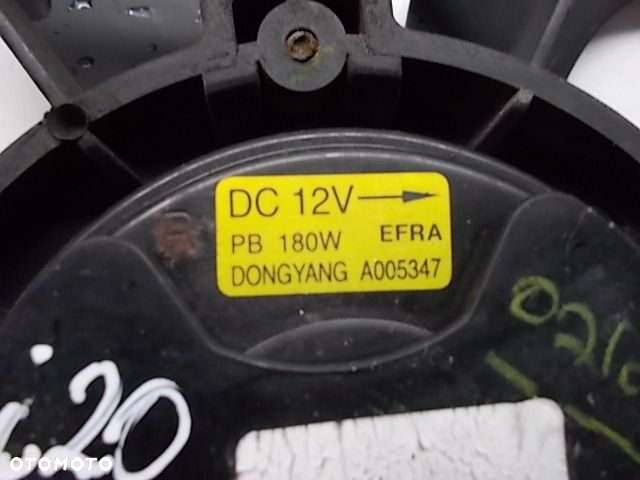 DC 12V
PB 180W EFRA
DONGYANG A005347
i20
OTOMOTO